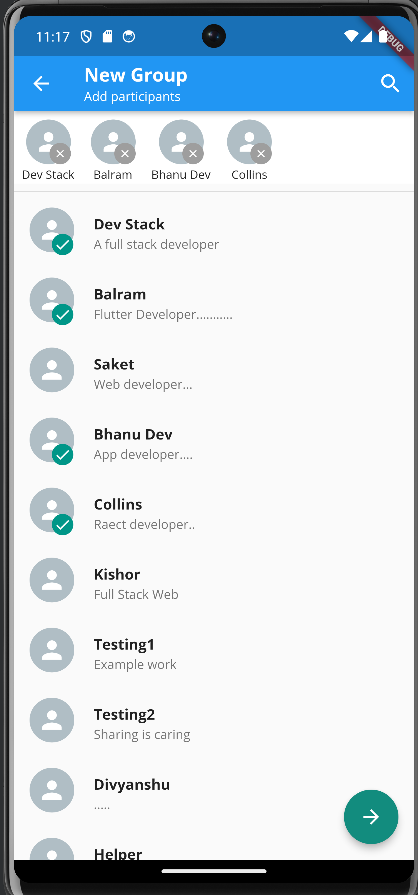 11:17
DEBUG
New Group
Add participants
Dev Stack
Balram
Bhanu Dev
Collins
Dev Stack
A full stack developer
Balram
Flutter Developer...........
Saket
Web developer...
Bhanu Dev
App developer....
Collins
Raect developer..
Kishor
Full Stack Web
Testing1
Example work
Testing2
Sharing is caring
Divyanshu
.....
Helper